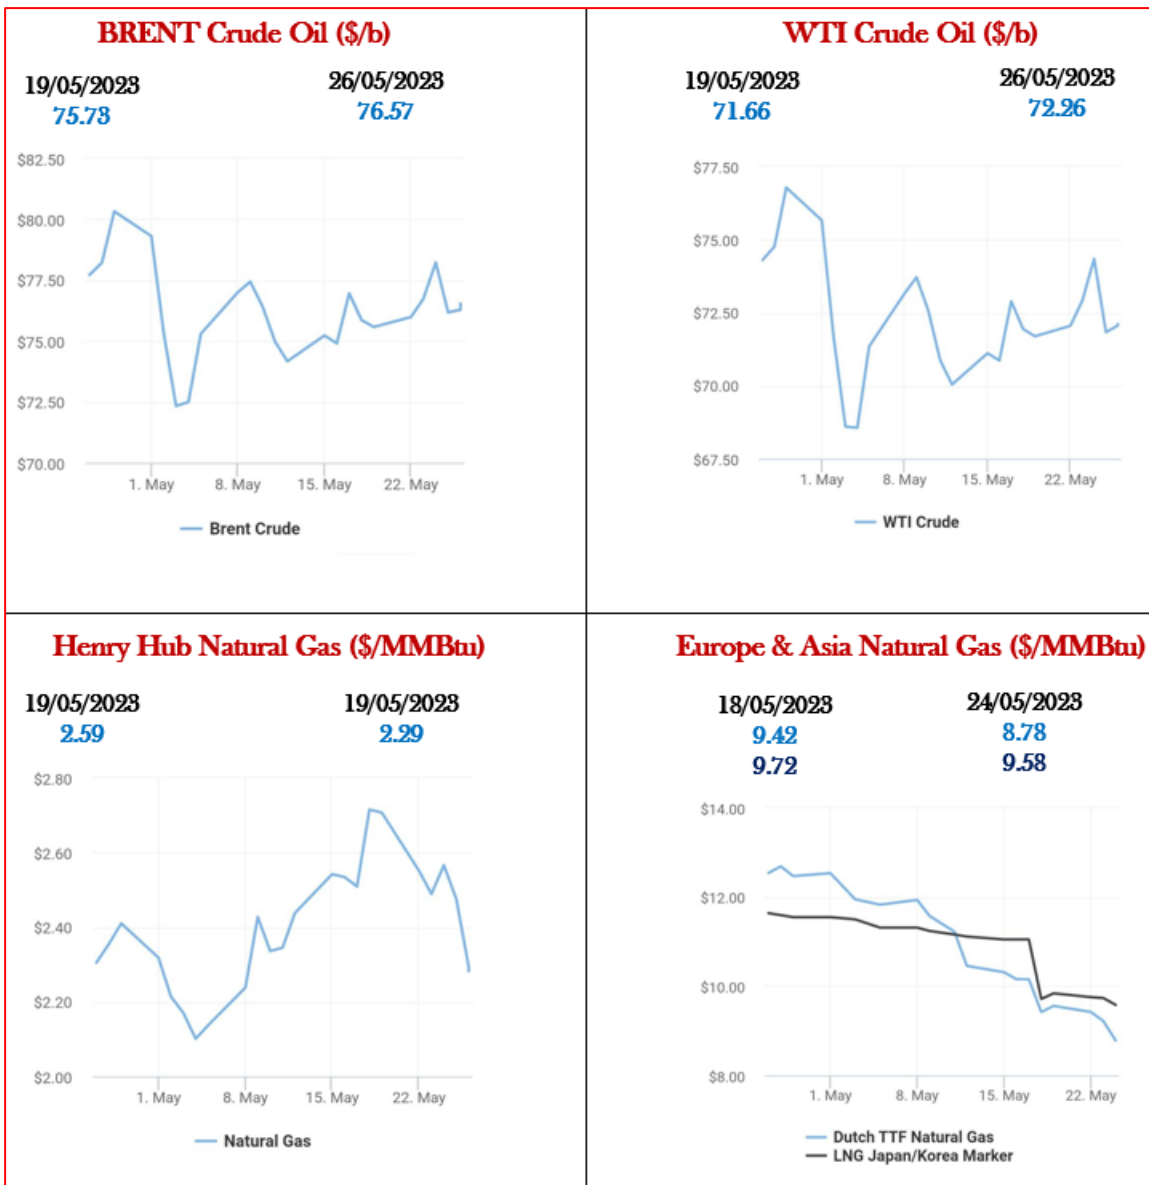 BRENT Crude Oil ($/b)
19/05/2023 26/05/2023
75.73 76.57
$82.50
$80.00
$77.50
$75.00
$72.50
$70.00
1. May 8. May 15. May 22. May
Brent Crude
WTI Crude Oil ($/b)
19/05/2023 26/05/2023
71.66 72.26
$77.50
$75.00
$72.50
$70.00
$67.50
1. May 8. May 15. May 22. May
WTI Crude
Henry Hub Natural Gas ($/MMBtu)
19/05/2023 19/05/2023
2.59 2.29
$2.80
$2.60
$2.40
$2.20
$2.00
1. May 8. May 15. May 22. May
Natural Gas
Europe & Asia Natural Gas ($/MMBtu)
18/05/2023 24/05/2023
9.42 8.78
9.72 9.58
$14.00
$12.00
$10.00
$8.00
1. May 8. May 15. May 22. May
Dutch TTF Natural Gas
LNG Japan/Korea Marker